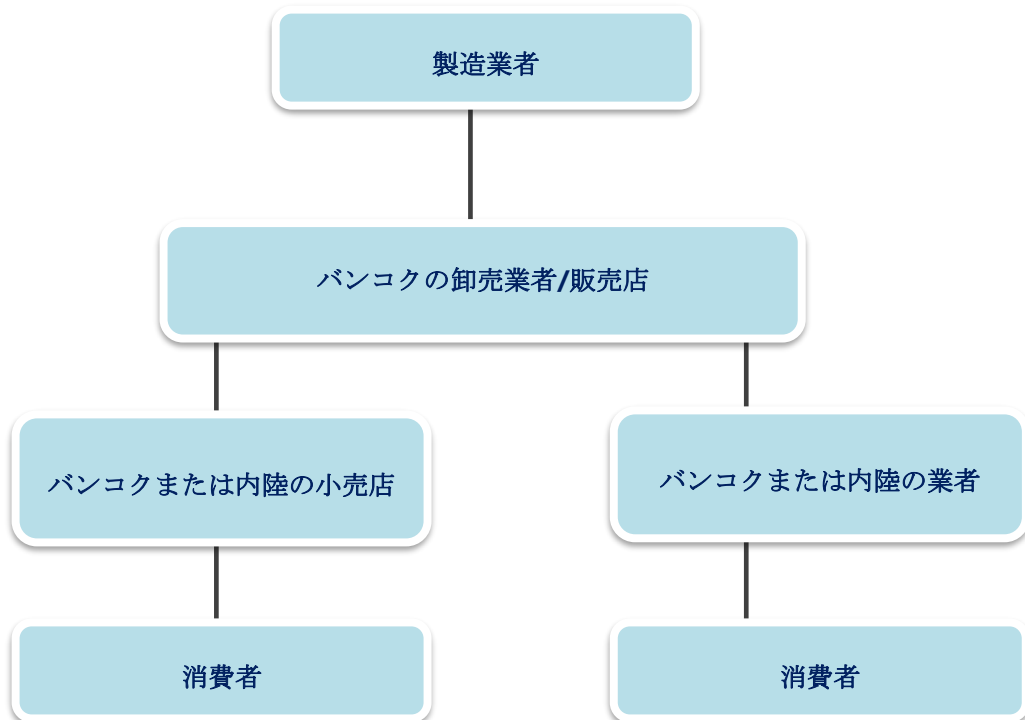 製造業者
バンコクの卸売業者/販売店
バンコクまたは内陸の小売店
バンコクまたは内陸の業者
消費者
消費者